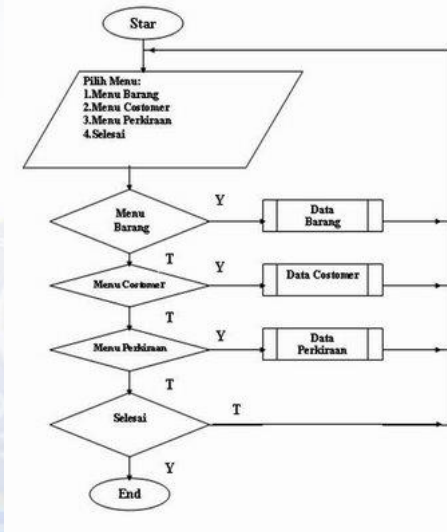 Star
Pilih Menu:
1.Menu Barang
2.Menu Costomer
3.Menu Perkiraan
4.Selesai
Menu
Barang
Y
Data
Barang
T
Menu Costomer
Y
Data Costomer
T
Menu Perkiraan
Y
Data
Perkiraan
T
Selesai
T
Y
End